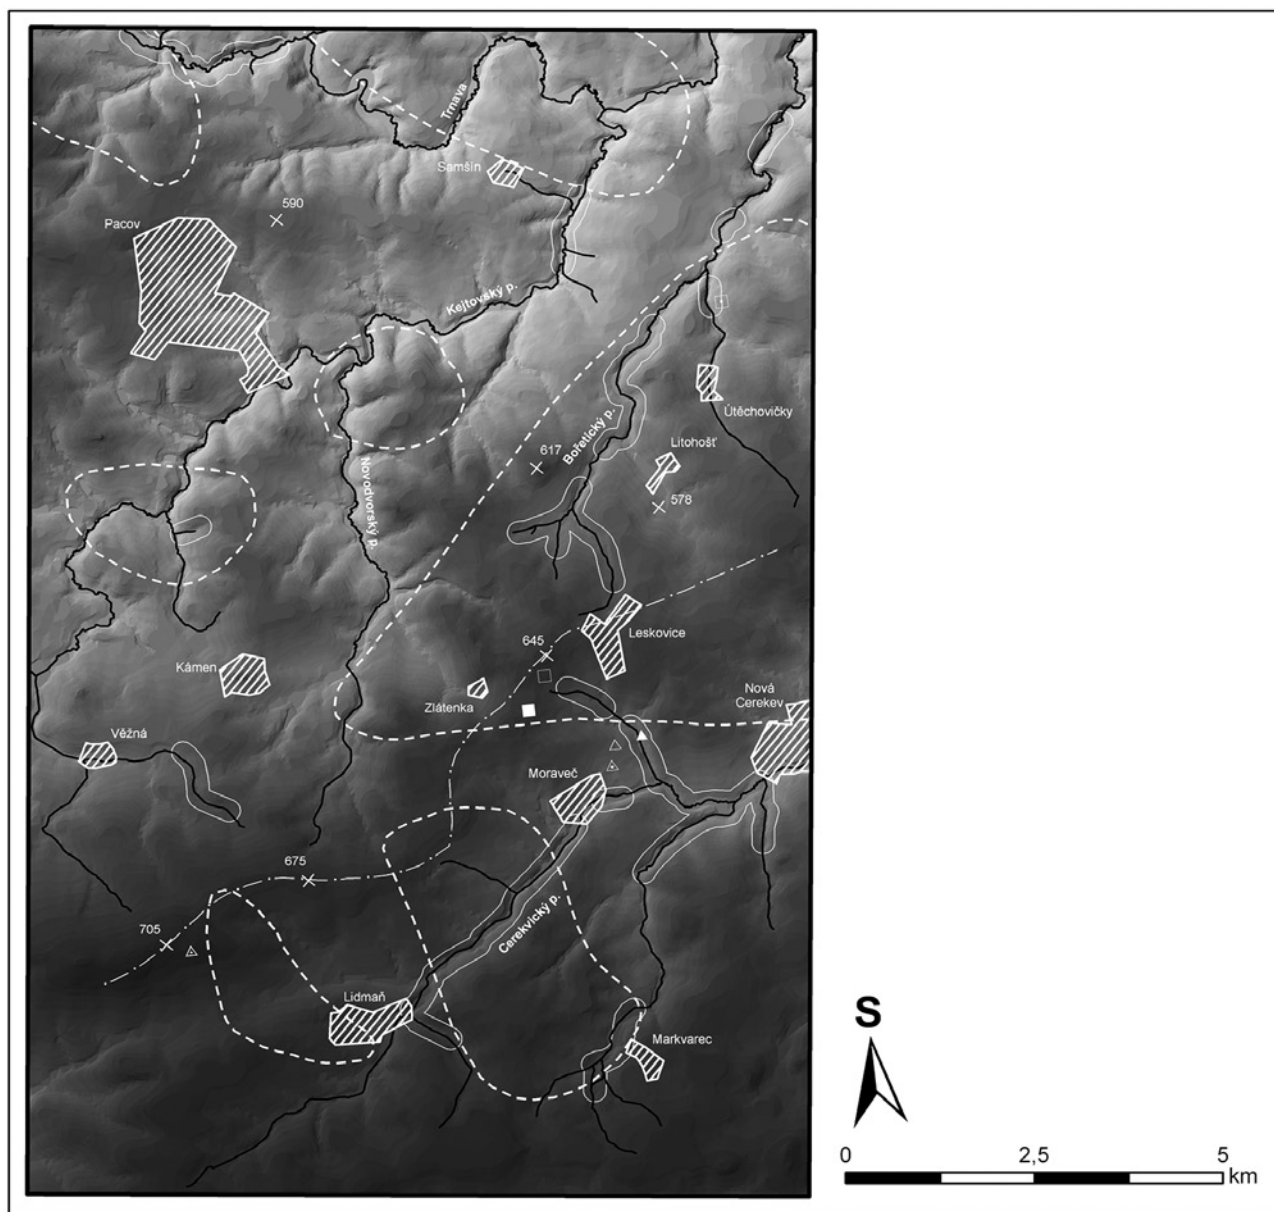 Trnava
Samšín
590
Pacov
Kejtovský p.
Útěchovičky
Bořetický p.
617
Litohošť
578
Novodvorský p.
Leskovice
645
Kámen
Zlátenka
Nová
Cerekev
Věžná
Moraveč
675
Cerekvický p.
705
Lidmaň
Markvarec
S
0
2,5
5
km